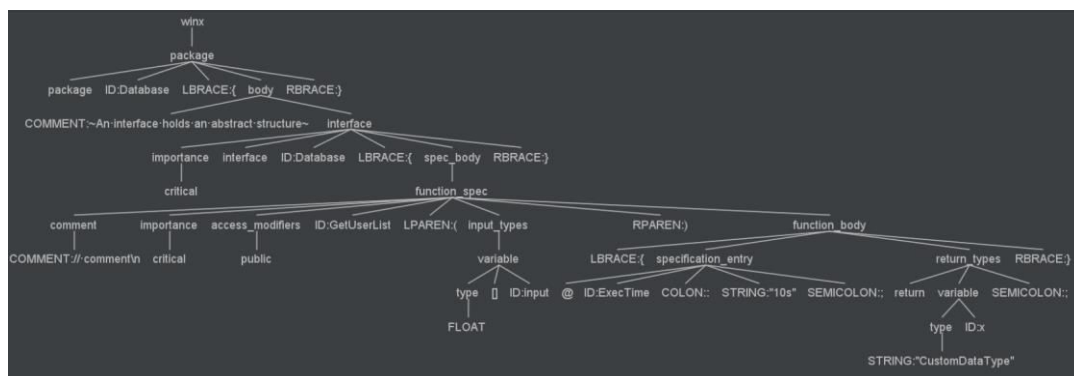 winx
package
package ID:Database LBRACE:{ body RBRACE:}
COMMENT:~An·interface·holds·an·abstract·structure~ interface
importance interface ID:Database LBRACE:{ spec_body RBRACE:}
critical function_spec
comment importance access_modifiers ID:GetUserList LPAREN:( input_types RPAREN:) function_body
COMMENT://·comment\n critical public variable LBRACE:{ specification_entry return_types RBRACE:}
type [] ID:input @ ID:ExecTime COLON:: STRING:"10s" SEMICOLON:; return variable SEMICOLON:;
FLOAT type ID:x
STRING:"CustomDataType"